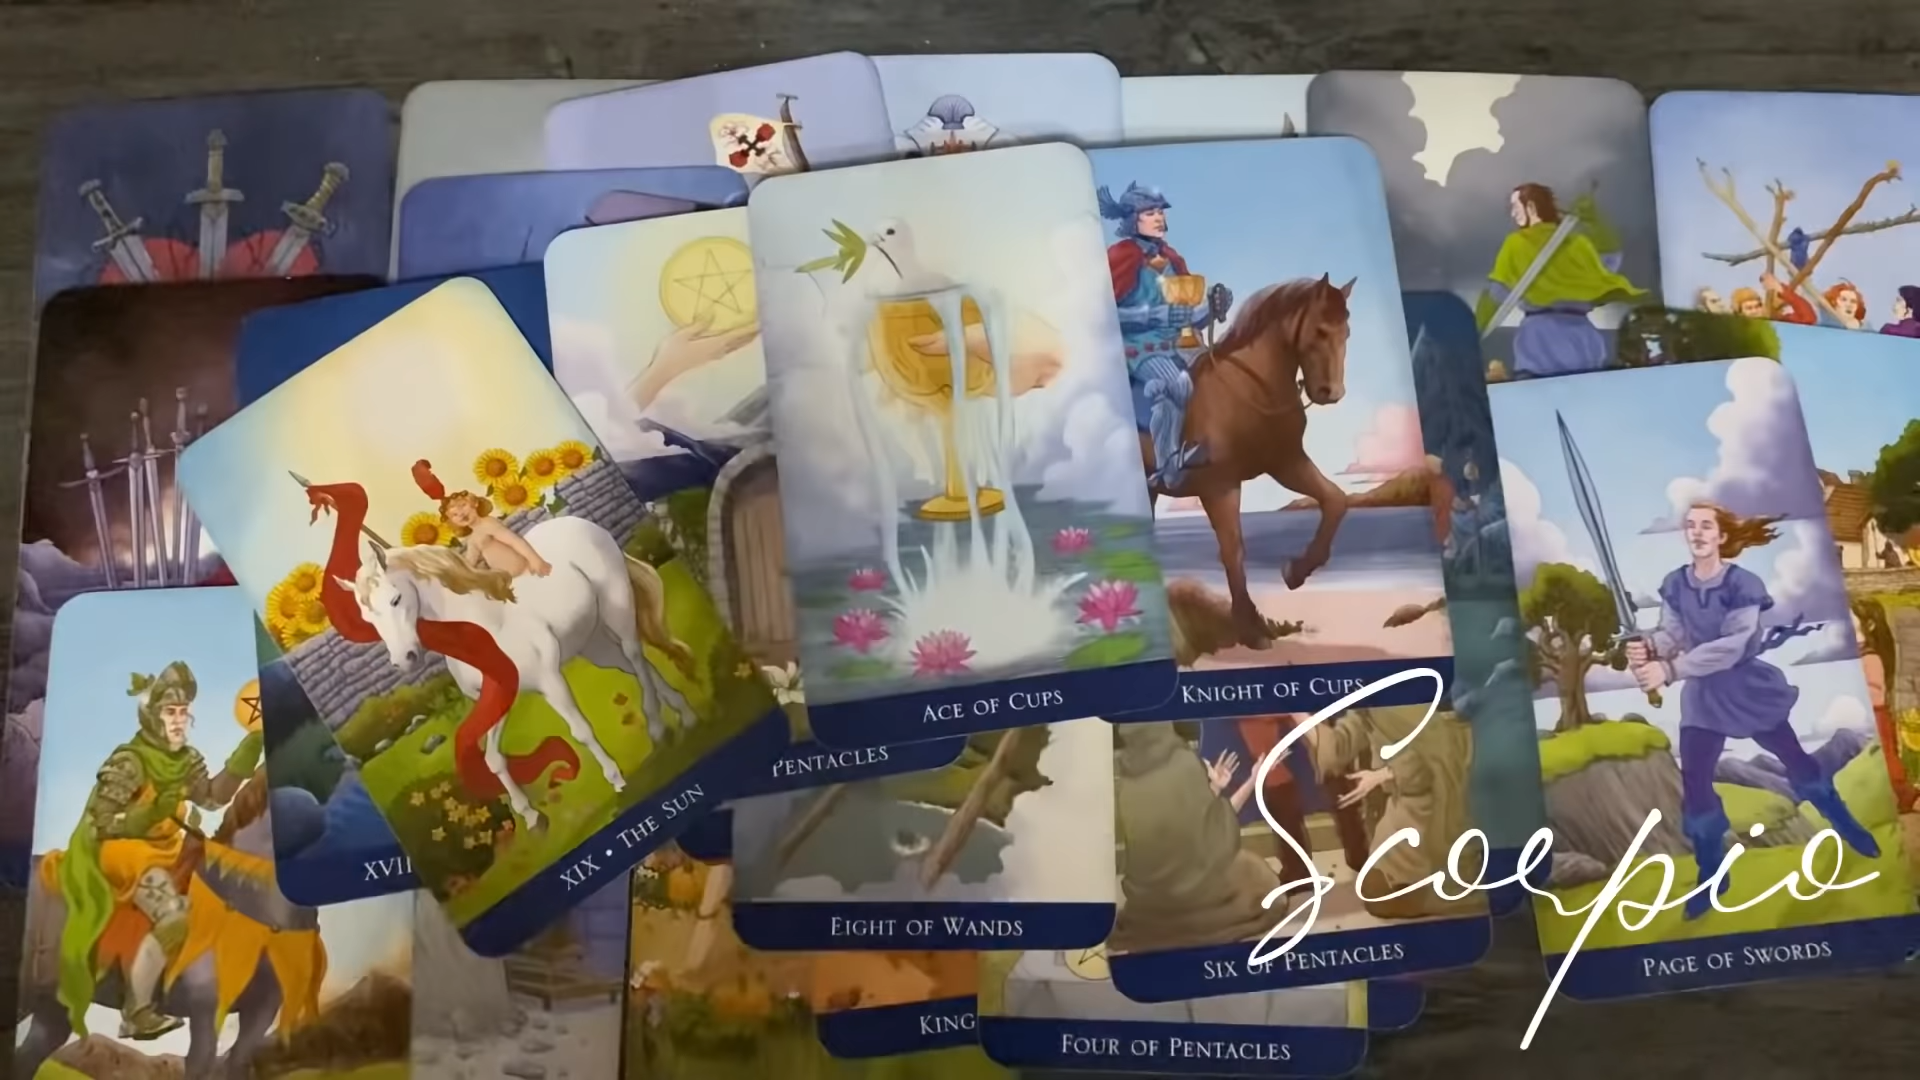 Ace of Cups
Knight of Cups
Pentacles
XVII
XIX • The Sun
Scorpio
Eight of Wands
Six of Pentacles
Page of Swords
King
Four of Pentacles